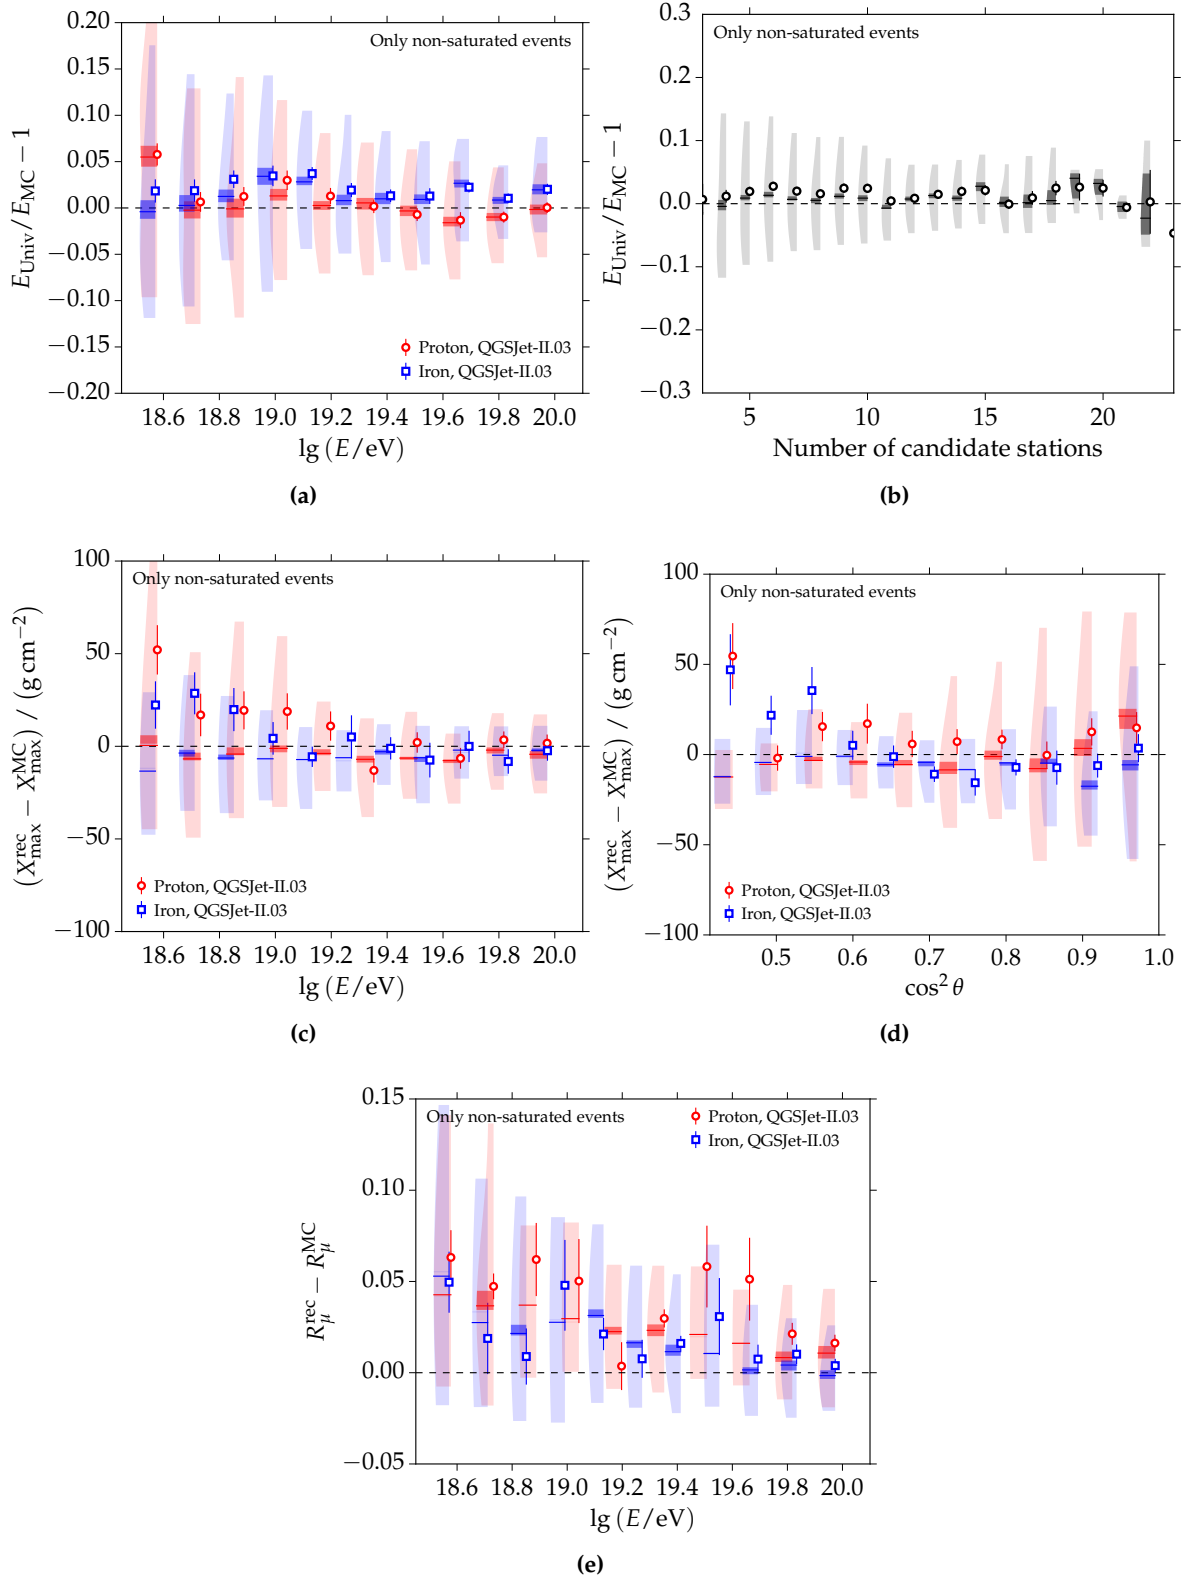 Only non-saturated events
0.20
0.15
0.10
0.05
0.00
−0.05
−0.10
−0.15
−0.20
E_Univ/E_MC − 1
Proton, QGSJet-II.03
Iron, QGSJet-II.03
18.6 18.8 19.0 19.2 19.4 19.6 19.8 20.0
lg (E/eV)
(a)
Only non-saturated events
0.3
0.2
0.1
0.0
−0.1
−0.2
−0.3
E_Univ/E_MC − 1
5 10 15 20
Number of candidate stations
(b)
Only non-saturated events
100
50
0
−50
−100
(X_max^rec − X_max^MC) / (g cm^−2)
Proton, QGSJet-II.03
Iron, QGSJet-II.03
18.6 18.8 19.0 19.2 19.4 19.6 19.8 20.0
lg (E/eV)
(c)
Only non-saturated events
100
50
0
−50
−100
(X_max^rec − X_max^MC) / (g cm^−2)
Proton, QGSJet-II.03
Iron, QGSJet-II.03
0.5 0.6 0.7 0.8 0.9 1.0
cos² θ
(d)
Only non-saturated events
Proton, QGSJet-II.03
Iron, QGSJet-II.03
0.15
0.10
0.05
0.00
−0.05
R_μ^rec − R_μ^MC
18.6 18.8 19.0 19.2 19.4 19.6 19.8 20.0
lg (E/eV)
(e)